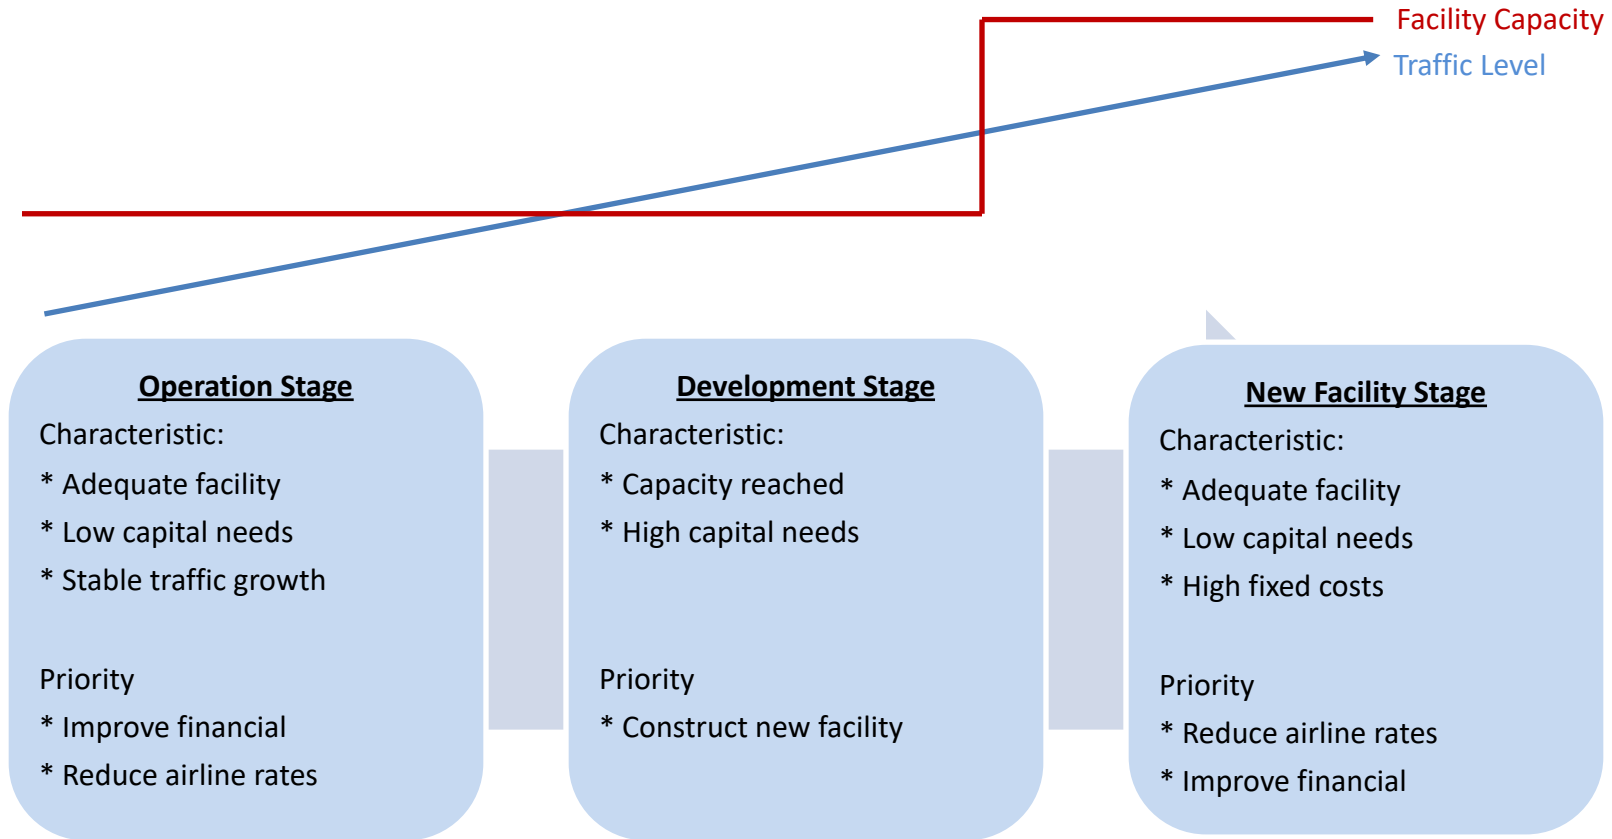 Facility Capacity
Traffic Level
Operation Stage
Characteristic:
* Adequate facility
* Low capital needs
* Stable traffic growth
Priority
* Improve financial
* Reduce airline rates
Development Stage
Characteristic:
* Capacity reached
* High capital needs
Priority
* Construct new facility
New Facility Stage
Characteristic:
* Adequate facility
* Low capital needs
* High fixed costs
Priority
* Reduce airline rates
* Improve financial